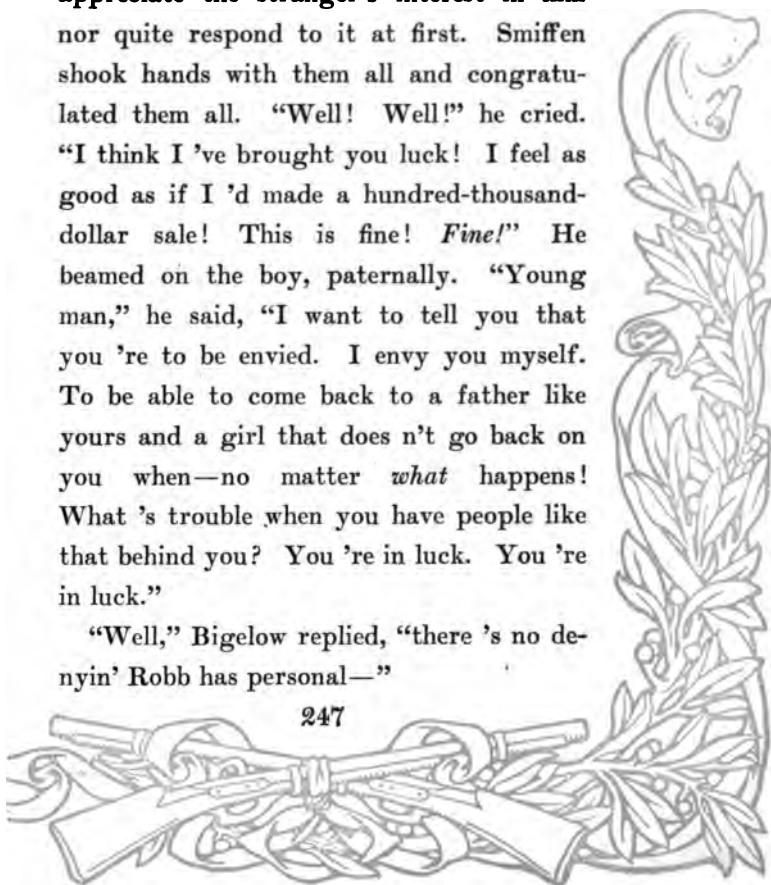 appreciate the stranger's interest in
nor quite respond to it at first. Smiffen
shook hands with them all and congratu-
lated them all. “Well! Well!” he cried.
“I think I 've brought you luck! I feel as
good as if I 'd made a hundred-thousand-
dollar sale! This is fine! Fine!” He
beamed on the boy, paternally. “Young
man,” he said, “I want to tell you that
you 're to be envied. I envy you myself.
To be able to come back to a father like
yours and a girl that does n't go back on
you when—no matter what happens!
What 's trouble when you have people like
that behind you? You 're in luck. You 're
in luck.”
“Well,” Bigelow replied, “there 's no de-
nyin' Robb has personal—”
247